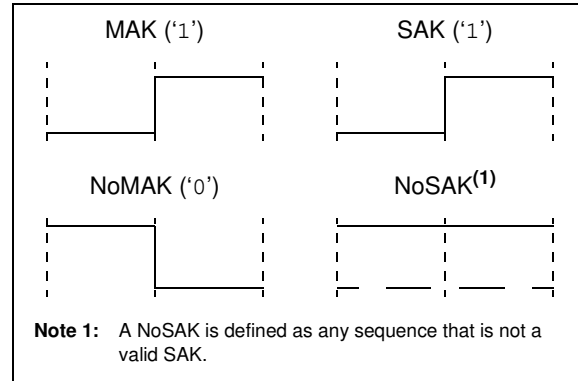 MAK (‘1’) SAK (‘1’)
NoMAK (‘0’) NoSAK(1)
Note 1: A NoSAK is defined as any sequence that is not a
valid SAK.